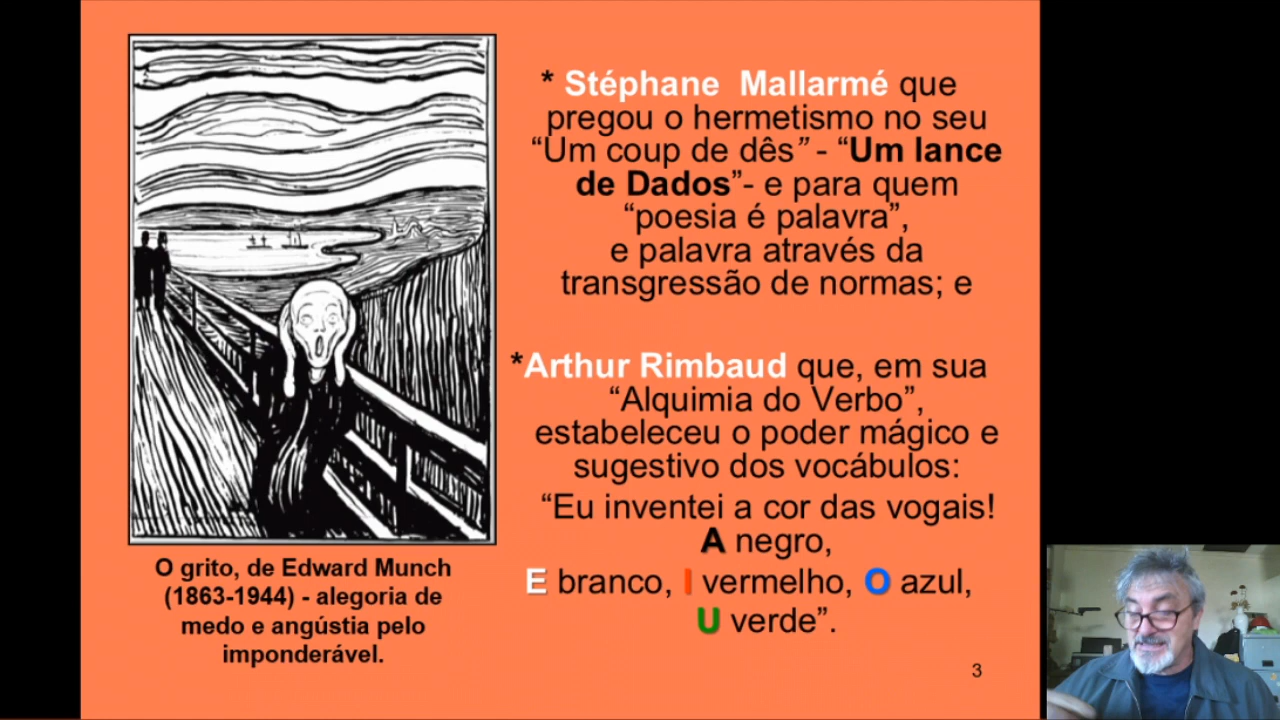 * Stéphane Mallarmé que
pregou o hermetismo no seu
“Um coup de dês” - “Um lance
de Dados”- e para quem
“poesia é palavra”,
e palavra através da
transgressão de normas; e
*Arthur Rimbaud que, em sua
“Alquimia do Verbo”,
estabeleceu o poder mágico e
sugestivo dos vocábulos:
“Eu inventei a cor das vogais!
A negro,
E branco, I vermelho, O azul,
U verde”.
O grito, de Edward Munch
(1863-1944) - alegoria de
medo e angústia pelo
imponderável.
3